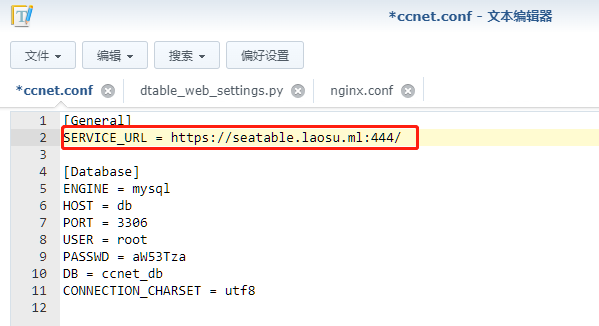 *ccnet.conf - 文本编辑器
文件 编辑 搜索 偏好设置
*ccnet.conf dtable_web_settings.py nginx.conf
1 [General]
2 SERVICE_URL = https://seatable.laosu.ml:444/
3
4 [Database]
5 ENGINE = mysql
6 HOST = db
7 PORT = 3306
8 USER = root
9 PASSWD = aW53Tza
10 DB = ccnet_db
11 CONNECTION_CHARSET = utf8
12